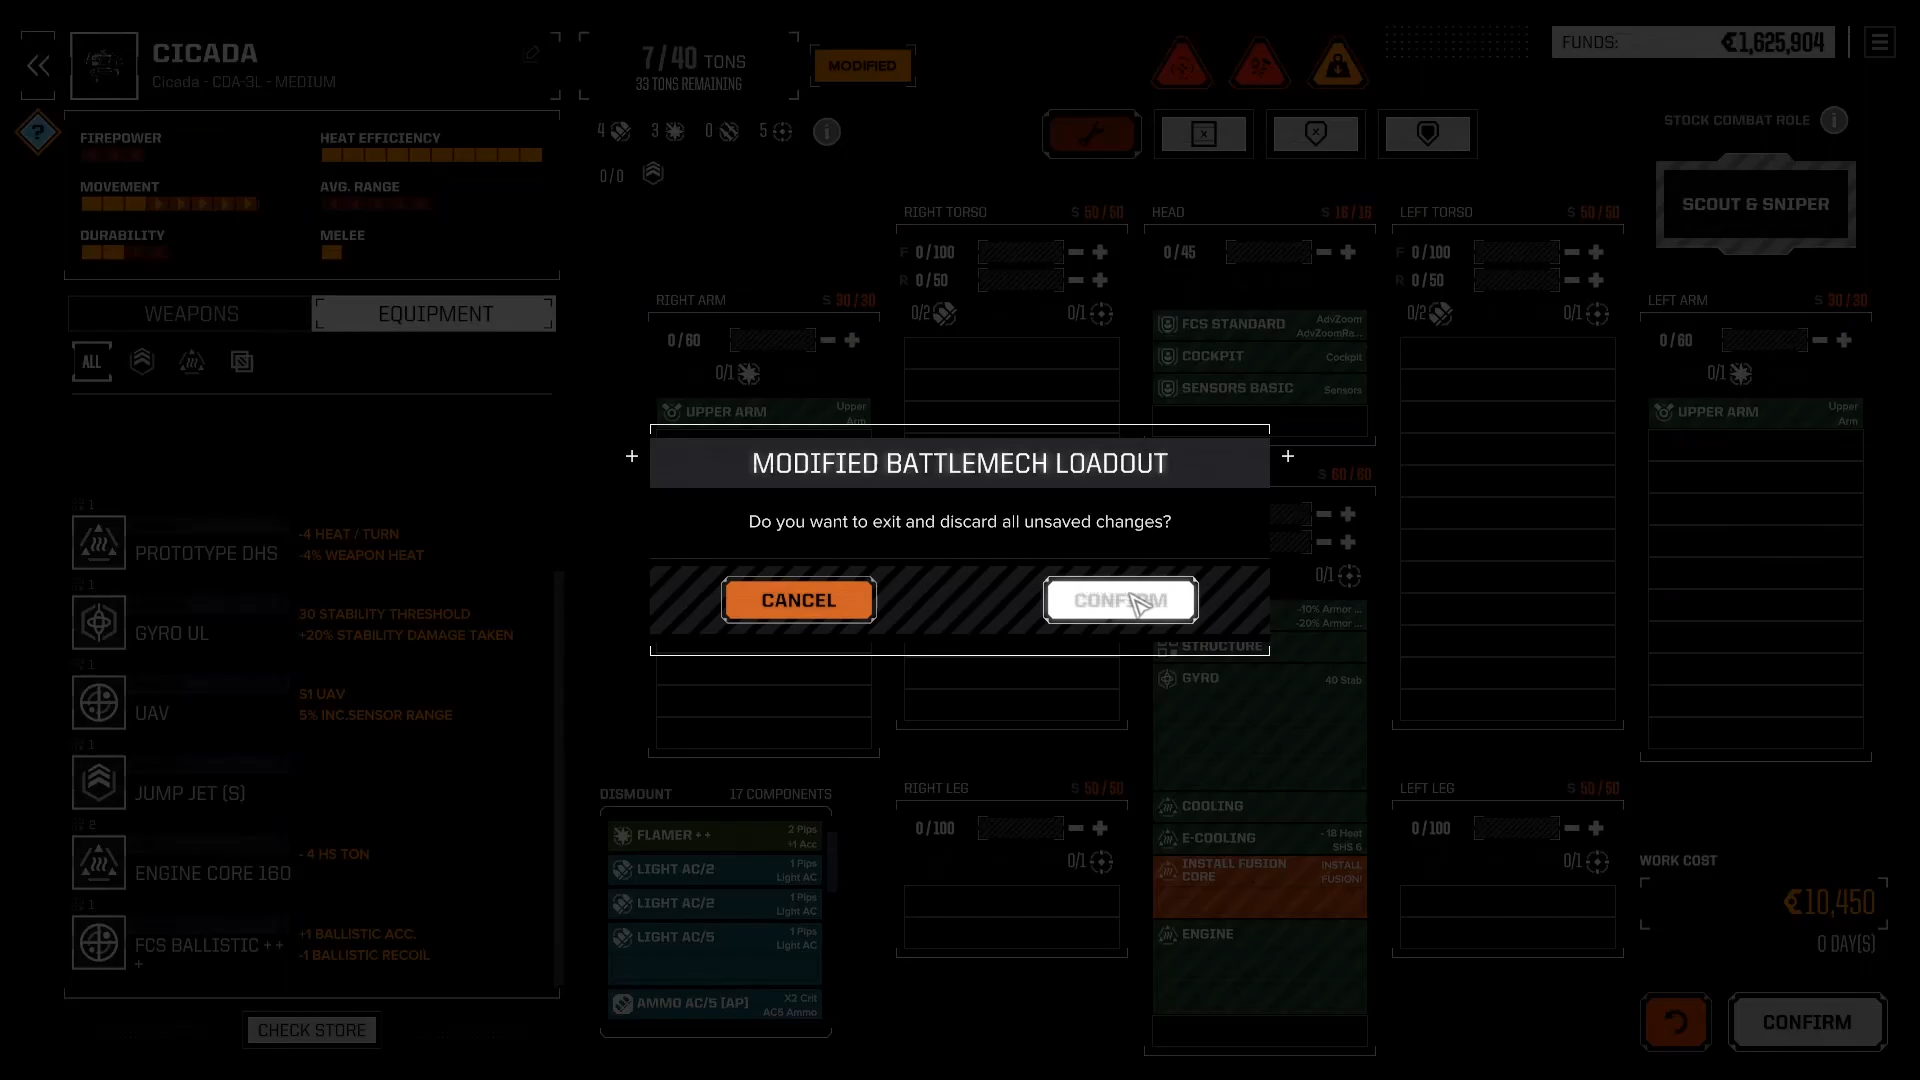 CICADA
Cicada - CDA-3L - MEDIUM
7/40 TONS
33 TONS REMAINING
MODIFIED
FUNDS: 1,625,904
FIREPOWER
HEAT EFFICIENCY
MOVEMENT
AVG. RANGE
DURABILITY
MELEE
4 3 0 5
0/0
STOCK COMBAT ROLE
SCOUT & SNIPER
WEAPONS
EQUIPMENT
ALL
1
PROTOTYPE DHS
-4 HEAT / TURN
-4% WEAPON HEAT
1
GYRO UL
30 STABILITY THRESHOLD
+20% STABILITY DAMAGE TAKEN
1
UAV
S1 UAV
5% INC.SENSOR RANGE
1
JUMP JET (S)
2
ENGINE CORE 160
- 4 HS TON
1
FCS BALLISTIC + +
+
+1 BALLISTIC ACC.
-1 BALLISTIC RECOIL
CHECK STORE
RIGHT ARM S 30/30
0/60
0/1
UPPER ARM Upper
Arm
RIGHT TORSO S 50/50
F 0/100
R 0/50
0/2 0/1
HEAD S 16/16
0/45
FCS STANDARD AdvZoom
AdvZoomRa...
COCKPIT Cockpit
SENSORS BASIC Sensors
LEFT TORSO S 50/50
F 0/100
R 0/50
0/2 0/1
LEFT ARM S 30/30
0/60
0/1
UPPER ARM Upper
Arm
MODIFIED BATTLEMECH LOADOUT
Do you want to exit and discard all unsaved changes?
CANCEL
CONFIRM
S 60/60
0/1
-10% Armor ...
-20% Armor ...
STRUCTURE
GYRO 40 Stab
COOLING
E-COOLING - 18 Heat
SHS 6
INSTALL FUSION
CORE
INSTALL
FUSION!
ENGINE
DISMOUNT 17 COMPONENTS
FLAMER + + 2 Pips
+1 Acc
LIGHT AC/2 1 Pips
Light AC
LIGHT AC/2 1 Pips
Light AC
LIGHT AC/5 1 Pips
Light AC
AMMO AC/5 [AP] X2 Crit
AC5 Ammo
RIGHT LEG S 50/50
0/100
0/1
LEFT LEG S 50/50
0/100
0/1
WORK COST
10,450
0 DAY(S)
CONFIRM